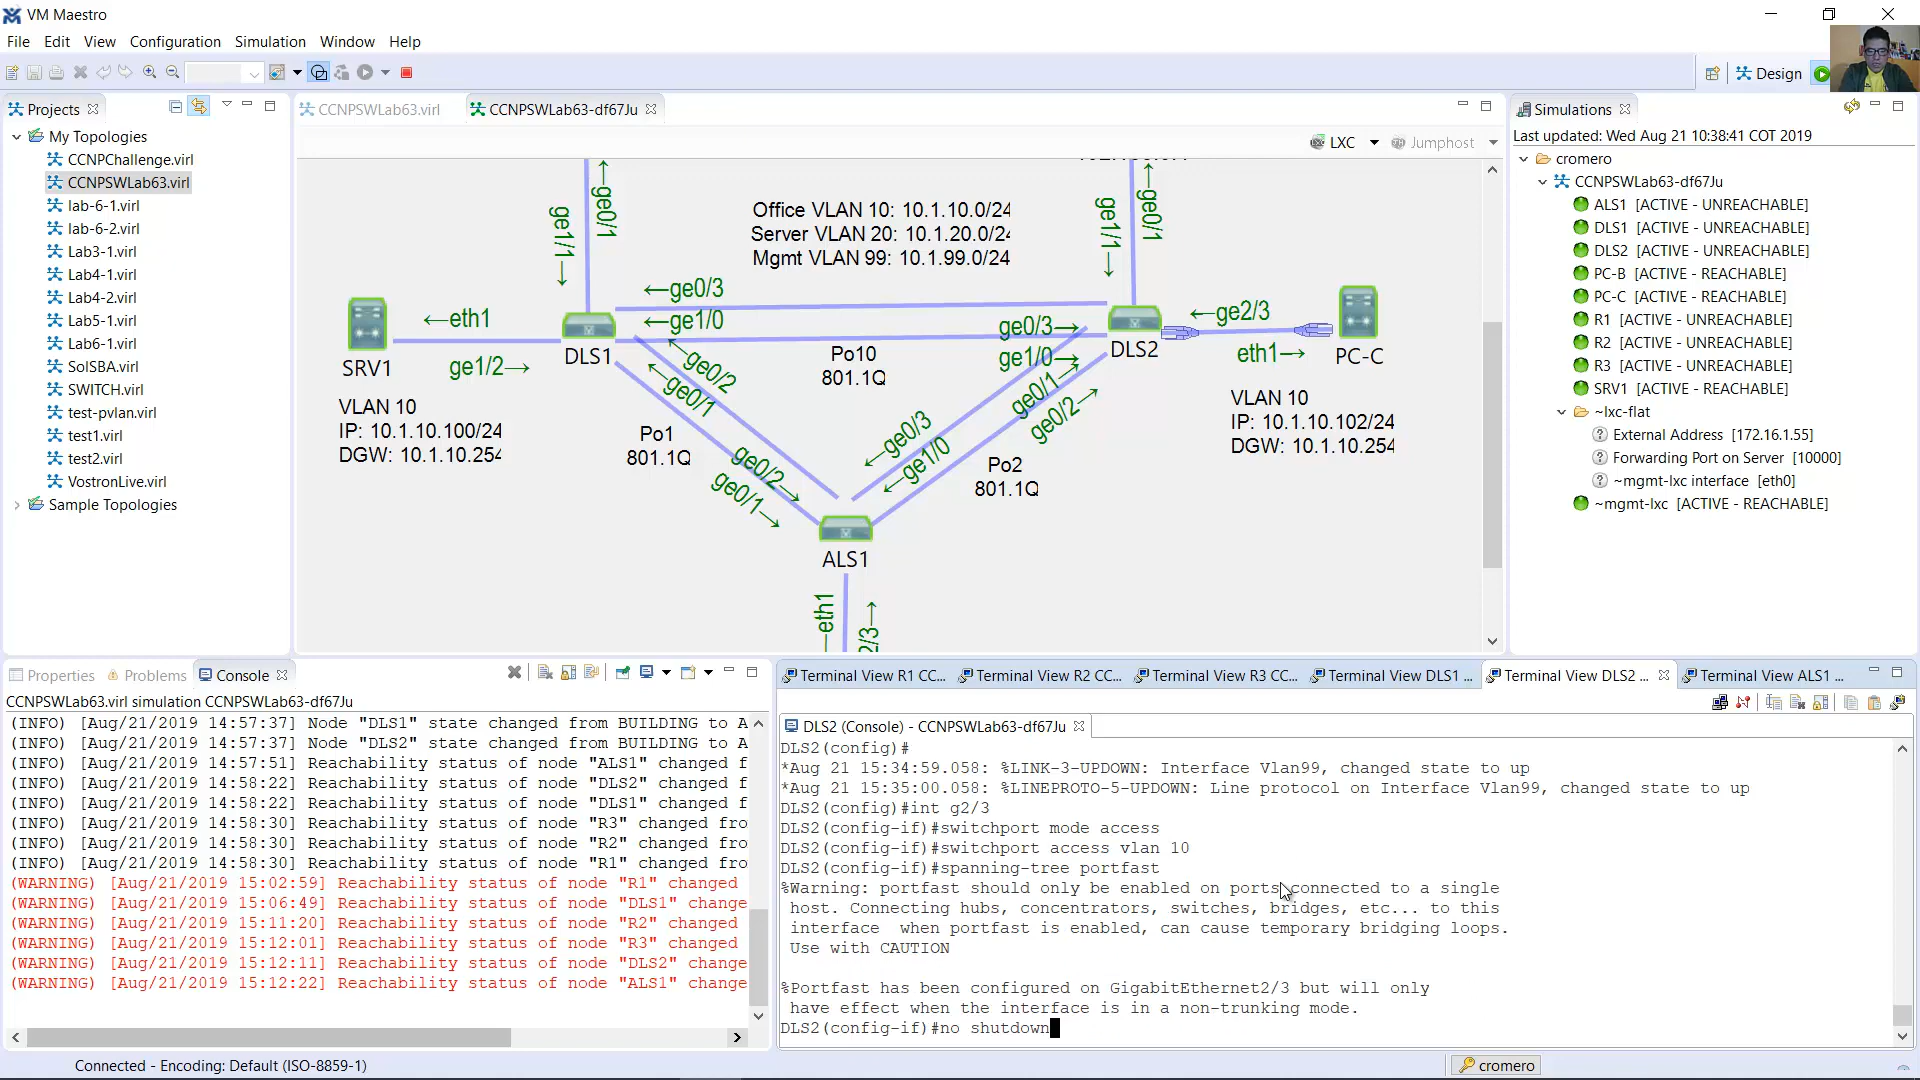 VM Maestro
File Edit View Configuration Simulation Window Help
Design
Projects
My Topologies
CCNPChallenge.virl
CCNPSWLab63.virl
lab-6-1.virl
lab-6-2.virl
Lab3-1.virl
Lab4-1.virl
Lab4-2.virl
Lab5-1.virl
Lab6-1.virl
SolSBA.virl
SWITCH.virl
test-pvlan.virl
test1.virl
test2.virl
VostronLive.virl
Sample Topologies
CCNPSWLab63.virl
CCNPSWLab63-df67Ju
LXC
Jumphost
ge1/1→
←ge0/1
Office VLAN 10: 10.1.10.0/24
Server VLAN 20: 10.1.20.0/24
Mgmt VLAN 99: 10.1.99.0/24
ge1/1→
←ge0/1
←ge0/3
←ge1/0
ge0/3→
ge1/0→
←eth1
ge1/2→
SRV1
DLS1
DLS2
←ge2/3
eth1→
PC-C
Po10
801.1Q
VLAN 10
IP: 10.1.10.100/24
DGW: 10.1.10.254
←ge0/2
←ge0/1
Po1
801.1Q
ge0/2→
ge0/1→
ge0/1→
ge0/2→
←ge0/3
←ge1/0
Po2
801.1Q
VLAN 10
IP: 10.1.10.102/24
DGW: 10.1.10.254
ALS1
←eth1
2/3→
Simulations
Last updated: Wed Aug 21 10:38:41 COT 2019
cromero
CCNPSWLab63-df67Ju
ALS1 [ACTIVE - UNREACHABLE]
DLS1 [ACTIVE - UNREACHABLE]
DLS2 [ACTIVE - UNREACHABLE]
PC-B [ACTIVE - REACHABLE]
PC-C [ACTIVE - REACHABLE]
R1 [ACTIVE - UNREACHABLE]
R2 [ACTIVE - UNREACHABLE]
R3 [ACTIVE - UNREACHABLE]
SRV1 [ACTIVE - REACHABLE]
~lxc-flat
External Address [172.16.1.55]
Forwarding Port on Server [10000]
~mgmt-lxc interface [eth0]
~mgmt-lxc [ACTIVE - REACHABLE]
Properties Problems Console
CCNPSWLab63.virl simulation CCNPSWLab63-df67Ju
(INFO) [Aug/21/2019 14:57:37] Node "DLS1" state changed from BUILDING to A
(INFO) [Aug/21/2019 14:57:37] Node "DLS2" state changed from BUILDING to A
(INFO) [Aug/21/2019 14:57:51] Reachability status of node "ALS1" changed f
(INFO) [Aug/21/2019 14:58:22] Reachability status of node "DLS2" changed f
(INFO) [Aug/21/2019 14:58:22] Reachability status of node "DLS1" changed f
(INFO) [Aug/21/2019 14:58:30] Reachability status of node "R3" changed fro
(INFO) [Aug/21/2019 14:58:30] Reachability status of node "R2" changed fro
(INFO) [Aug/21/2019 14:58:30] Reachability status of node "R1" changed fro
(WARNING) [Aug/21/2019 15:02:59] Reachability status of node "R1" changed
(WARNING) [Aug/21/2019 15:06:49] Reachability status of node "DLS1" change
(WARNING) [Aug/21/2019 15:11:20] Reachability status of node "R2" changed
(WARNING) [Aug/21/2019 15:12:01] Reachability status of node "R3" changed
(WARNING) [Aug/21/2019 15:12:11] Reachability status of node "DLS2" change
(WARNING) [Aug/21/2019 15:12:22] Reachability status of node "ALS1" change
Terminal View R1 CC... Terminal View R2 CC... Terminal View R3 CC... Terminal View DLS1 ... Terminal View DLS2 ... Terminal View ALS1 ...
DLS2 (Console) - CCNPSWLab63-df67Ju
DLS2(config)#
*Aug 21 15:34:59.058: %LINK-3-UPDOWN: Interface Vlan99, changed state to up
*Aug 21 15:35:00.058: %LINEPROTO-5-UPDOWN: Line protocol on Interface Vlan99, changed state to up
DLS2(config)#int g2/3
DLS2(config-if)#switchport mode access
DLS2(config-if)#switchport access vlan 10
DLS2(config-if)#spanning-tree portfast
%Warning: portfast should only be enabled on ports connected to a single
host. Connecting hubs, concentrators, switches, bridges, etc... to this
interface when portfast is enabled, can cause temporary bridging loops.
Use with CAUTION
%Portfast has been configured on GigabitEthernet2/3 but will only
have effect when the interface is in a non-trunking mode.
DLS2(config-if)#no shutdown
Connected - Encoding: Default (ISO-8859-1)
cromero